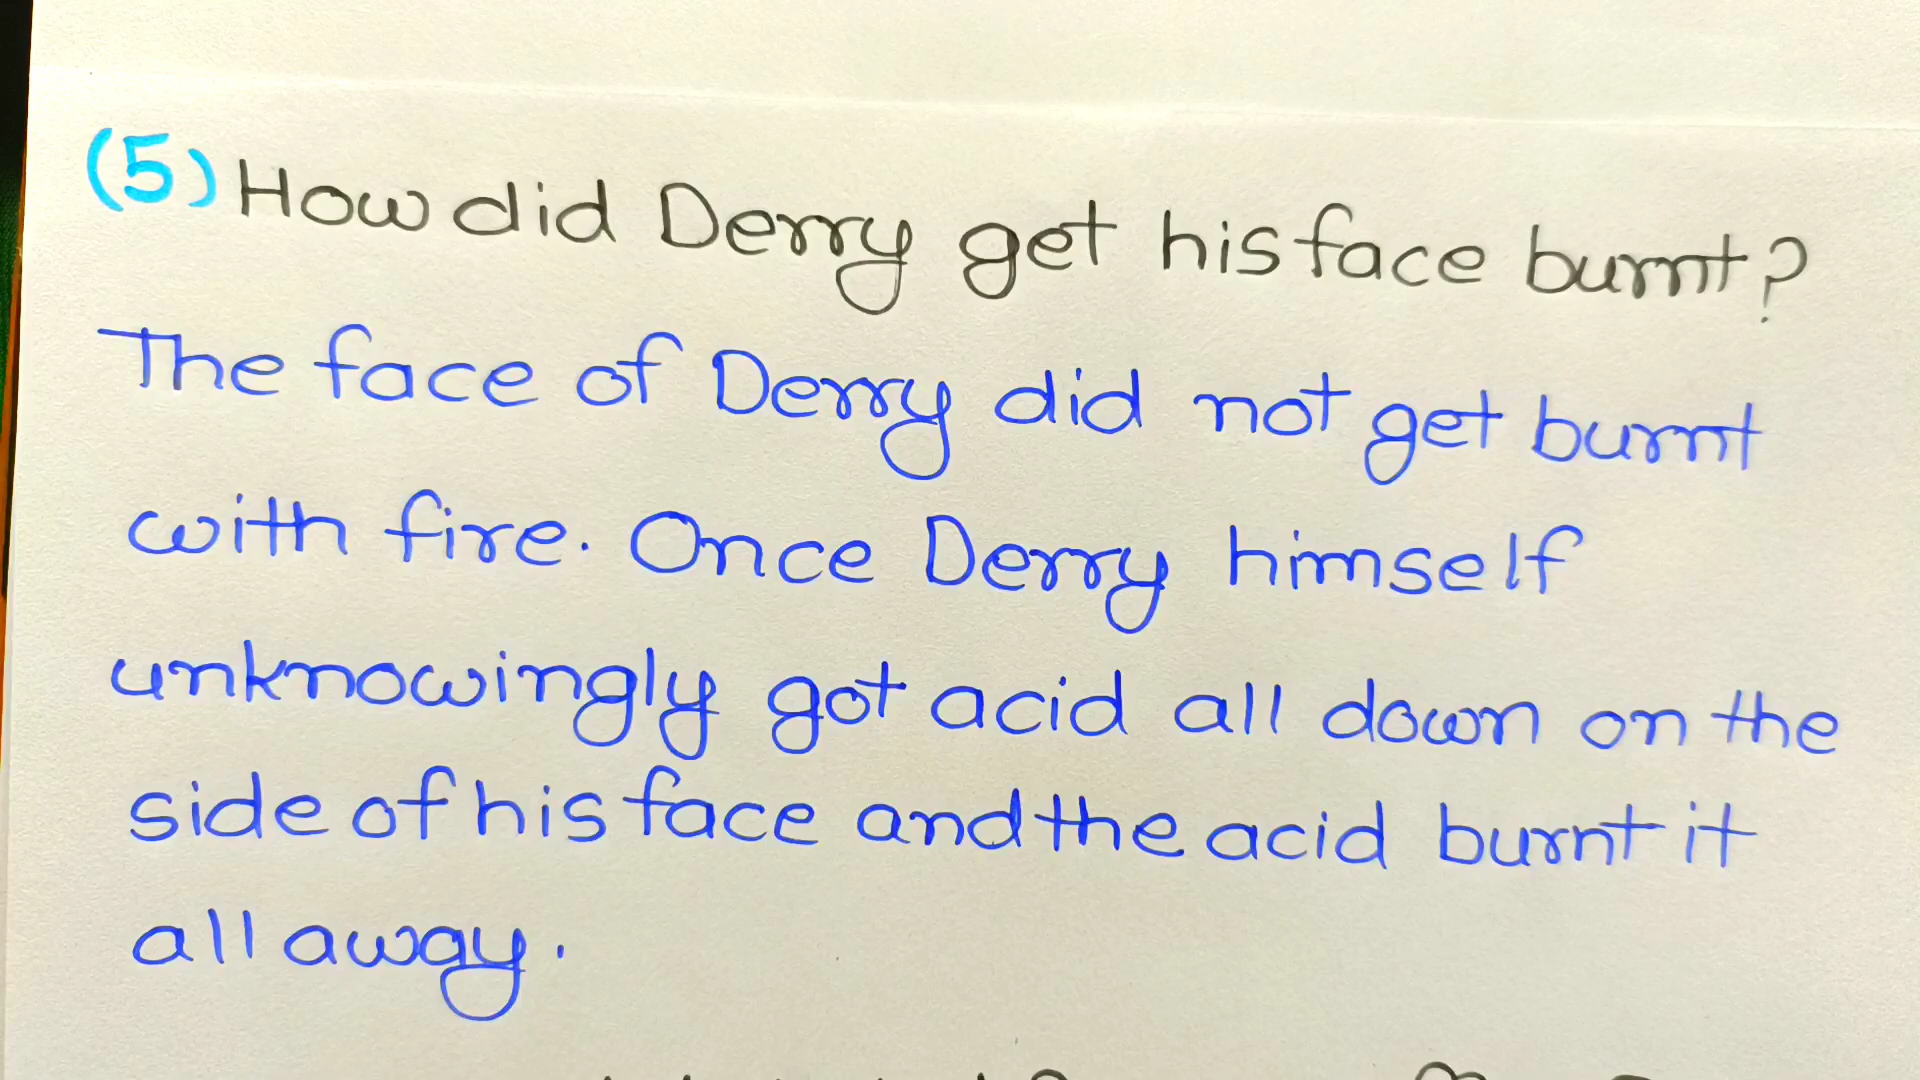 (5) How did Derry get his face burnt?
The face of Derry did not get burnt
with fire. Once Derry himself
unknowingly got acid all down on the
side of his face and the acid burnt it
all away.